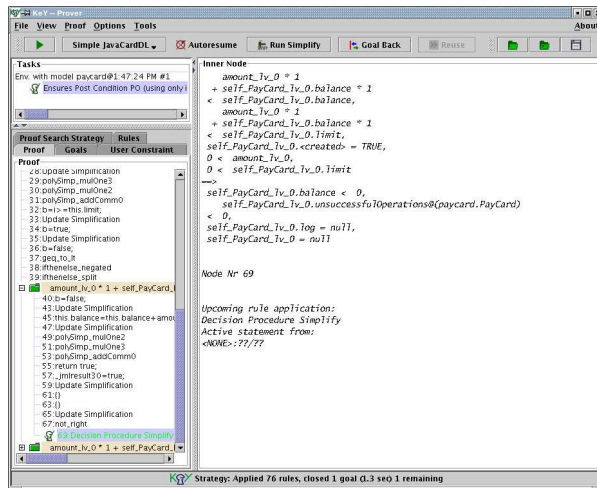 KeY -- Prover
File View Proof Options Tools About
Simple JavaCardDL Autoresume Run Simplify Goal Back Reuse
Tasks
Env. with model paycard@1:47:24 PM #1
Ensures Post Condition PO (using only i
Proof Search Strategy Rules
Proof Goals User Constraint
Proof
28:Update Simplification
29:polySimp_mulOne3
30:polySimp_mulOne2
31:polySimp_addComm0
32:b=i>=this.limit;
33:Update Simplification
34:b=true;
35:Update Simplification
36:b=false;
37:geq_to_lt
38:ifthenelse_negated
39:ifthenelse_split
amount_lv_0 * 1 + self_PayCard_l
40:b=false;
43:Update Simplification
45:this.balance=this.balance+amou
47:Update Simplification
49:polySimp_mulOne2
51:polySimp_mulOne3
53:polySimp_addComm0
55:return true;
57:_jmlresult30=true;
59:Update Simplification
61:{}
63:{}
65:Update Simplification
67:not_right
69:Decision Procedure Simplify
amount_lv_0 * 1 + self_PayCard_l
Inner Node
amount_lv_0 * 1
+ self_PayCard_lv_0.balance * 1
< self_PayCard_lv_0.balance,
amount_lv_0 * 1
+ self_PayCard_lv_0.balance * 1
< self_PayCard_lv_0.limit,
self_PayCard_lv_0.<created> = TRUE,
0 < amount_lv_0,
0 < self_PayCard_lv_0.limit
==>
self_PayCard_lv_0.balance < 0,
self_PayCard_lv_0.unsuccessfulOperations@(paycard.PayCard)
< 0,
self_PayCard_lv_0.log = null,
self_PayCard_lv_0 = null
Node Nr 69
Upcoming rule application:
Decision Procedure Simplify
Active statement from:
<NONE>:??/??
KeY Strategy: Applied 76 rules, closed 1 goal (1.3 sec) 1 remaining